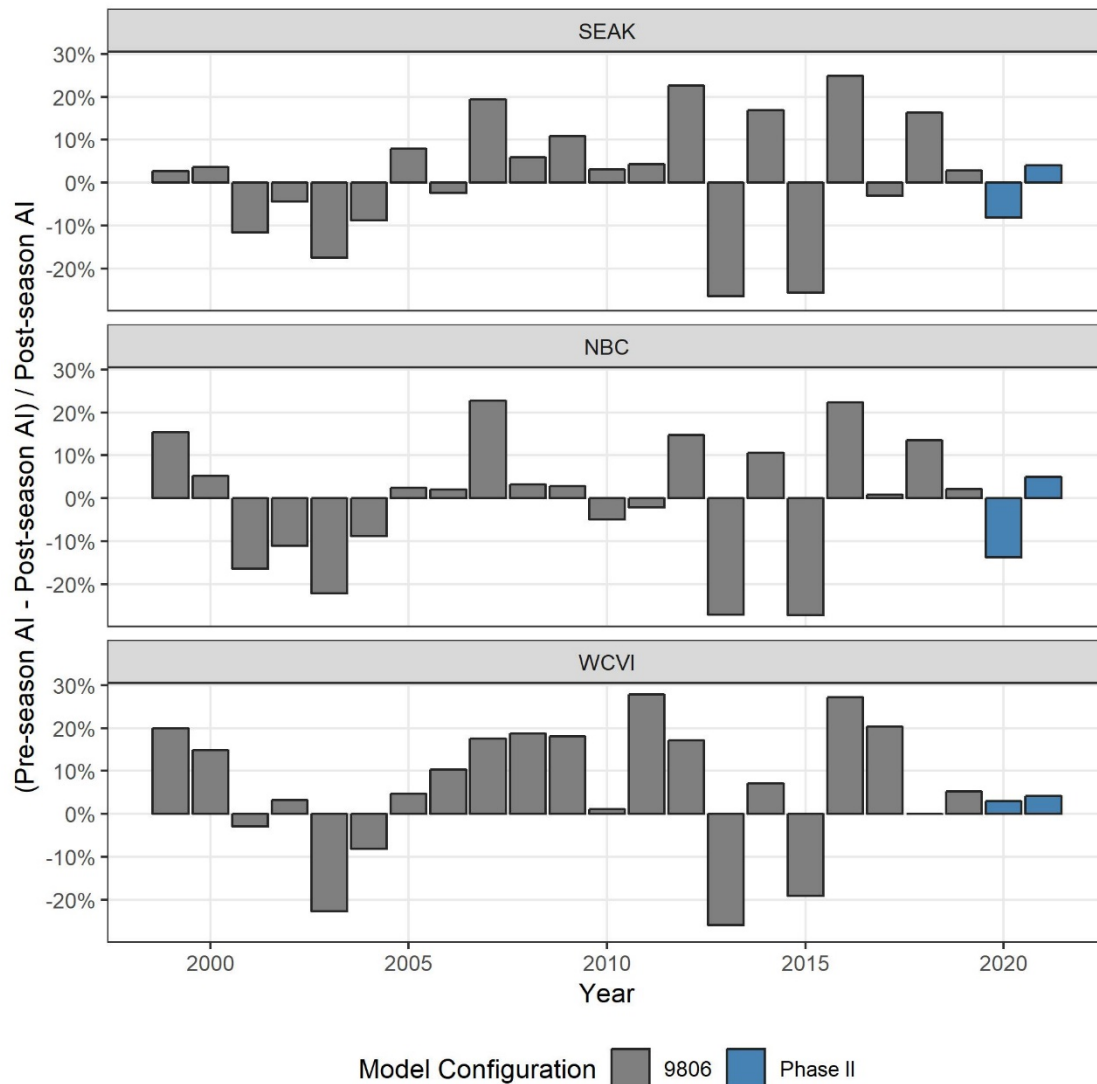 SEAK
30%
20%
10%
0%
-10%
-20%
NBC
30%
20%
10%
0%
-10%
-20%
WCVI
30%
20%
10%
0%
-10%
-20%
(Pre-season AI - Post-season AI) / Post-season AI
2000 2005 2010 2015 2020
Year
Model Configuration 9806 Phase II